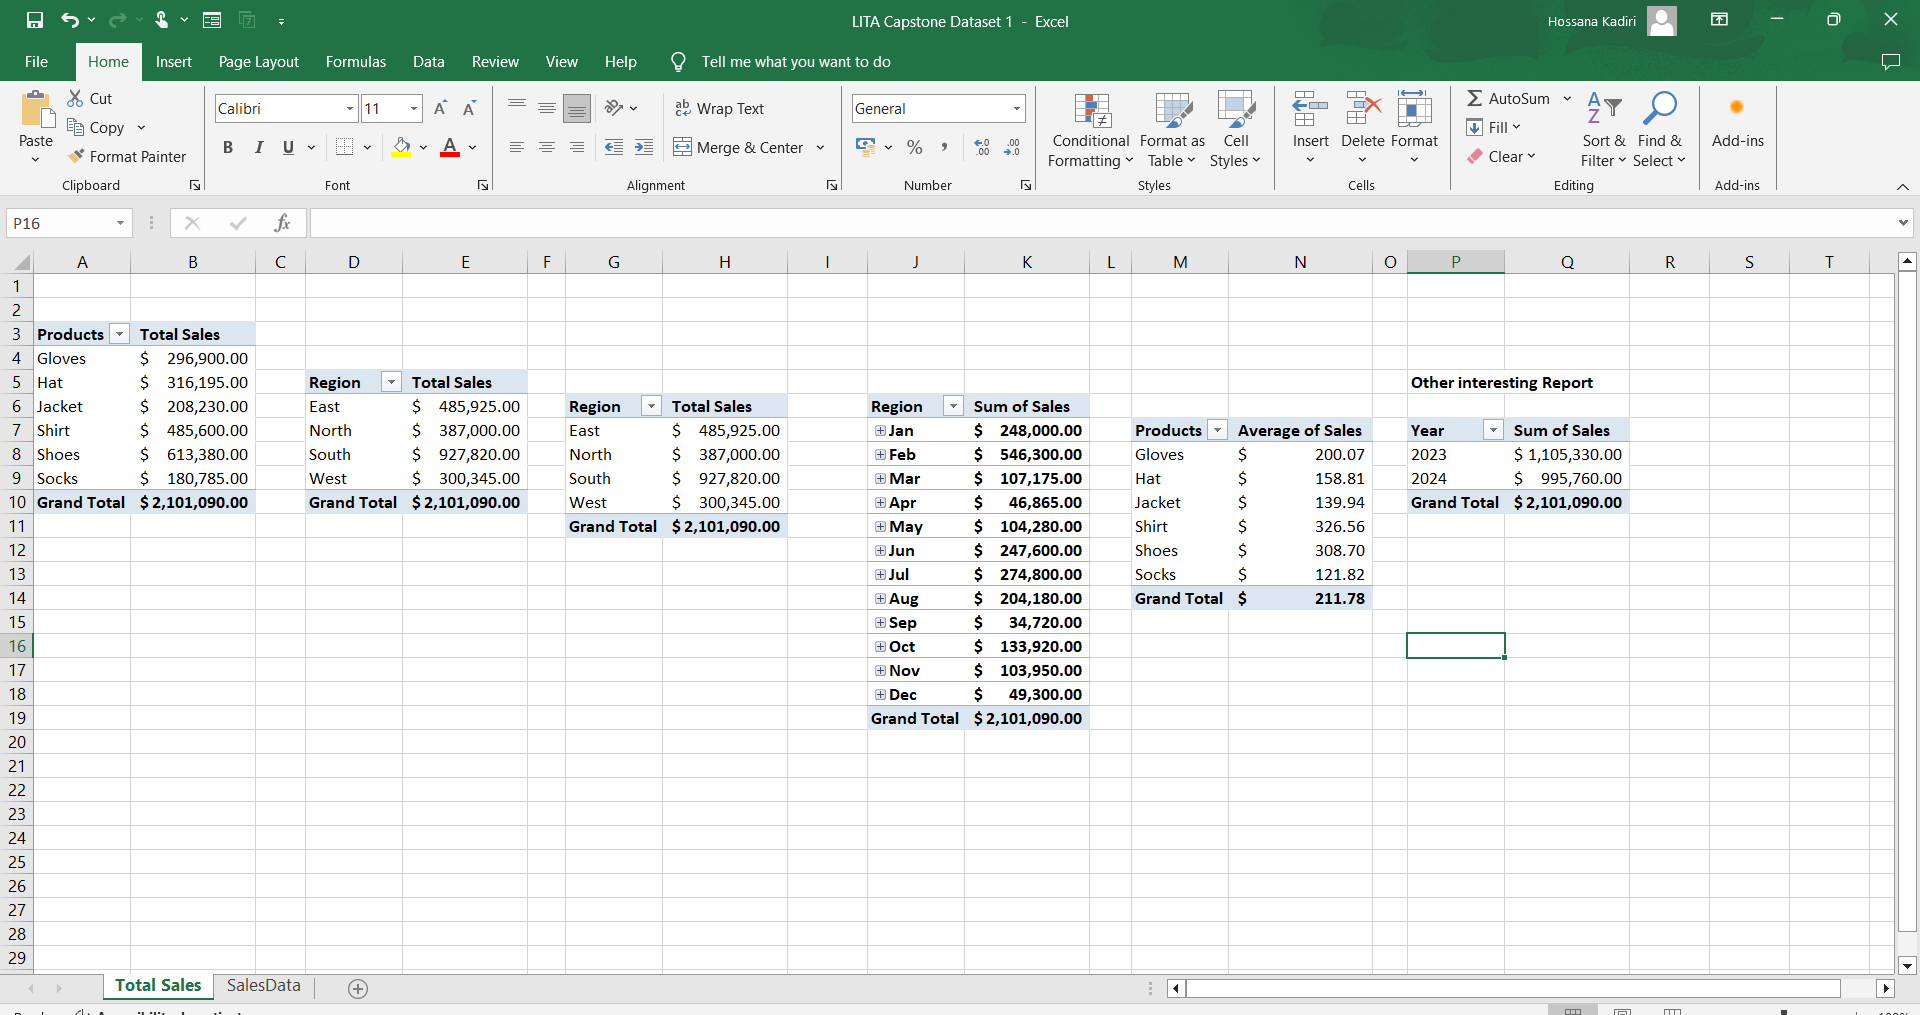 LITA Capstone Dataset 1 - Excel
Hossana Kadiri
File Home Insert Page Layout Formulas Data Review View Help Tell me what you want to do
Paste
Cut
Copy
Format Painter
Clipboard
Calibri 11
B I U
Font
Wrap Text
Merge & Center
Alignment
General
Number
Conditional Formatting
Format as Table
Cell Styles
Styles
Insert
Delete
Format
Cells
AutoSum
Fill
Clear
Sort & Filter
Find & Select
Editing
Add-ins
Add-ins
P16 fx
A B C D E F G H I J K L M N O P Q R S T
1
2
3 Products Total Sales
4 Gloves $ 296,900.00
5 Hat $ 316,195.00 Region Total Sales Other interesting Report
6 Jacket $ 208,230.00 East $ 485,925.00 Region Total Sales Region Sum of Sales
7 Shirt $ 485,600.00 North $ 387,000.00 East $ 485,925.00 Jan $ 248,000.00 Products Average of Sales Year Sum of Sales
8 Shoes $ 613,380.00 South $ 927,820.00 North $ 387,000.00 Feb $ 546,300.00 Gloves $ 200.07 2023 $ 1,105,330.00
9 Socks $ 180,785.00 West $ 300,345.00 South $ 927,820.00 Mar $ 107,175.00 Hat $ 158.81 2024 $ 995,760.00
10 Grand Total $ 2,101,090.00 Grand Total $ 2,101,090.00 West $ 300,345.00 Apr $ 46,865.00 Jacket $ 139.94 Grand Total $ 2,101,090.00
11 Grand Total $ 2,101,090.00 May $ 104,280.00 Shirt $ 326.56
12 Jun $ 247,600.00 Shoes $ 308.70
13 Jul $ 274,800.00 Socks $ 121.82
14 Aug $ 204,180.00 Grand Total $ 211.78
15 Sep $ 34,720.00
16 Oct $ 133,920.00
17 Nov $ 103,950.00
18 Dec $ 49,300.00
19 Grand Total $ 2,101,090.00
20
21
22
23
24
25
26
27
28
29
Total Sales SalesData